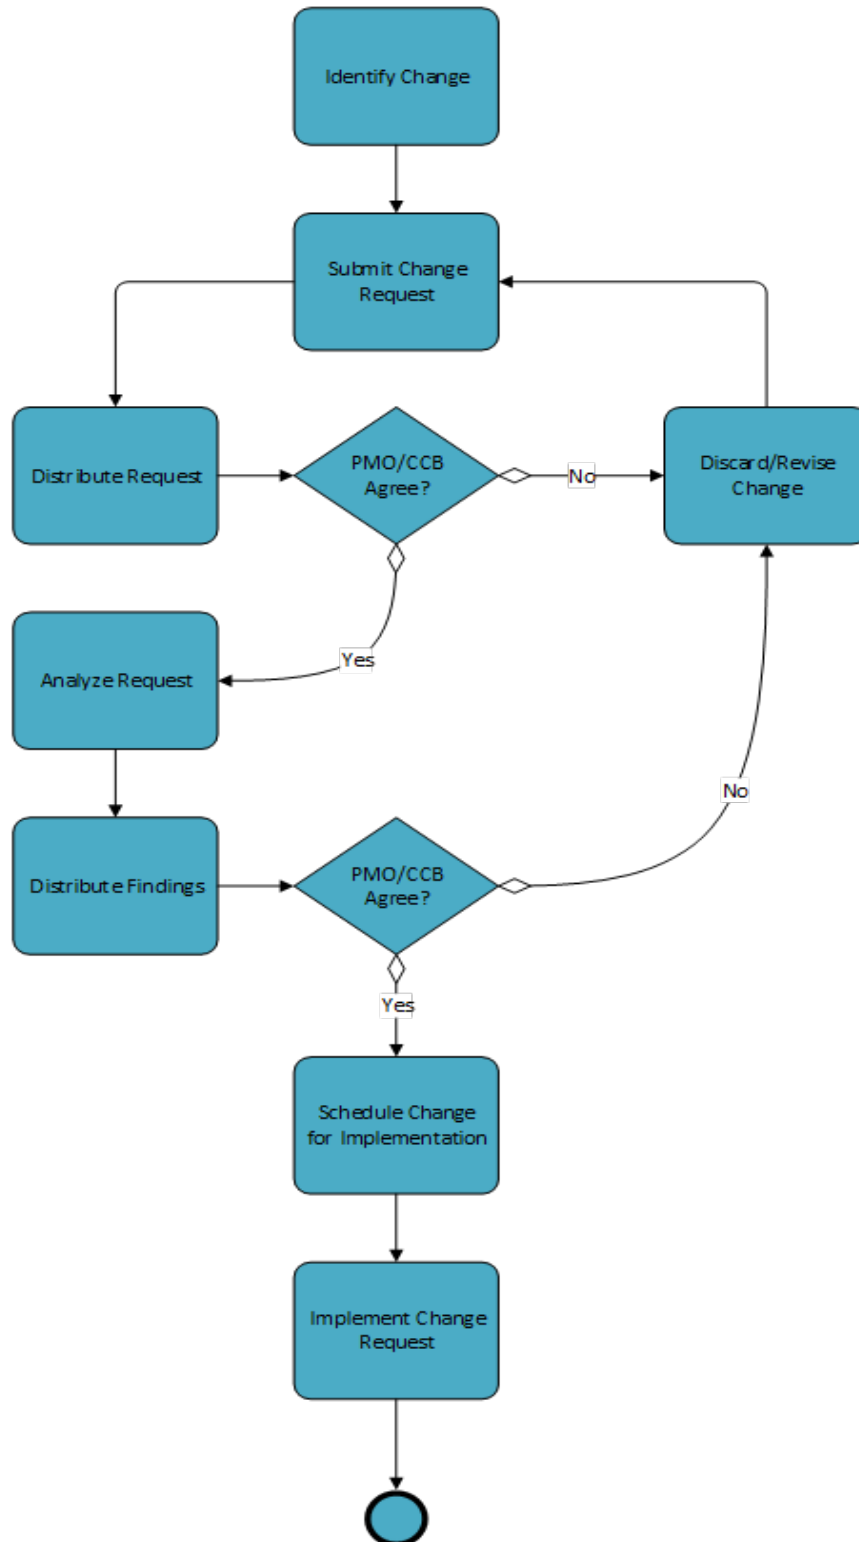 Identify Change
Submit Change
Request
Distribute Request
PMO/CCB
Agree?
No
Discard/Revise
Change
Yes
Analyze Request
No
Distribute Findings
PMO/CCB
Agree?
Yes
Schedule Change
for Implementation
Implement Change
Request